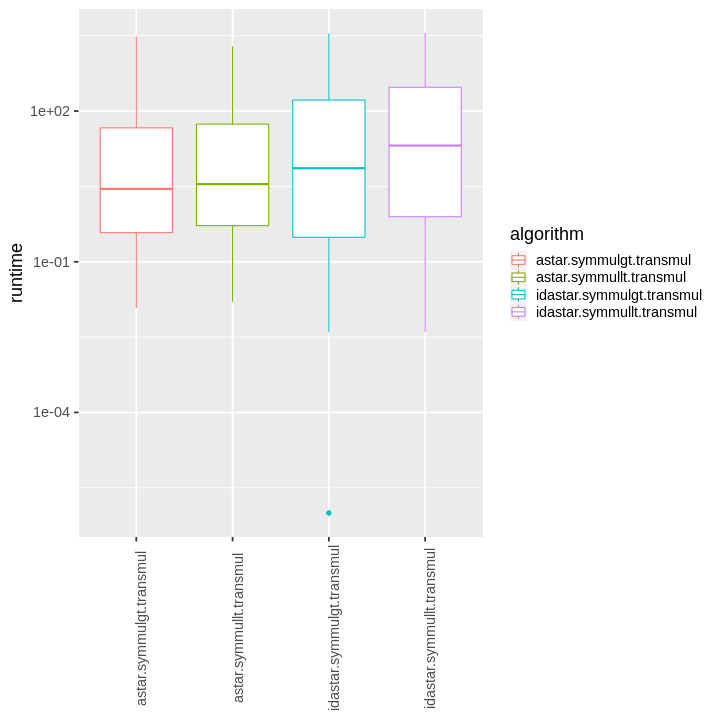 1e+02
1e-01
1e-04
runtime
astar.symmulgt.transmul
astar.symmullt.transmul
idastar.symmulgt.transmul
idastar.symmullt.transmul
algorithm
astar.symmulgt.transmul
astar.symmullt.transmul
idastar.symmulgt.transmul
idastar.symmullt.transmul